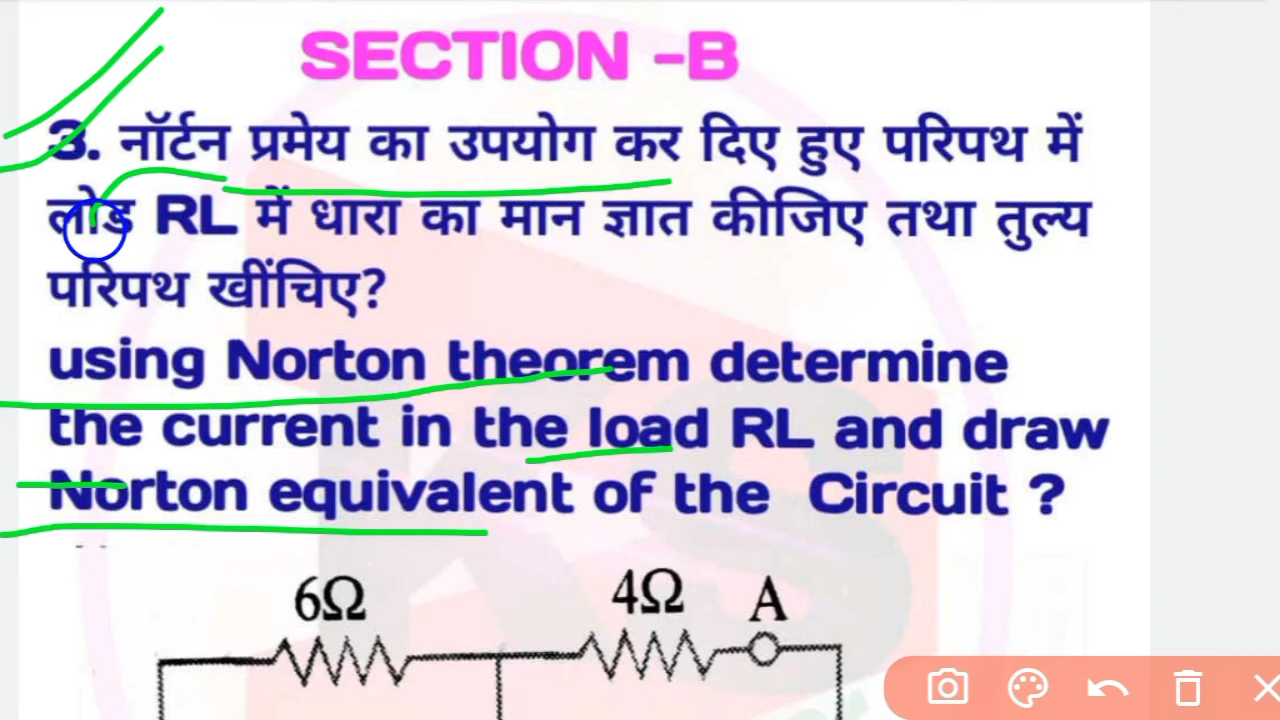 SECTION -B
3. नॉर्टन प्रमेय का उपयोग कर दिए हुए परिपथ में
लोड RL में धारा का मान ज्ञात कीजिए तथा तुल्य
परिपथ खींचिए?
using Norton theorem determine
the current in the load RL and draw
Norton equivalent of the Circuit ?
6Ω 4Ω A